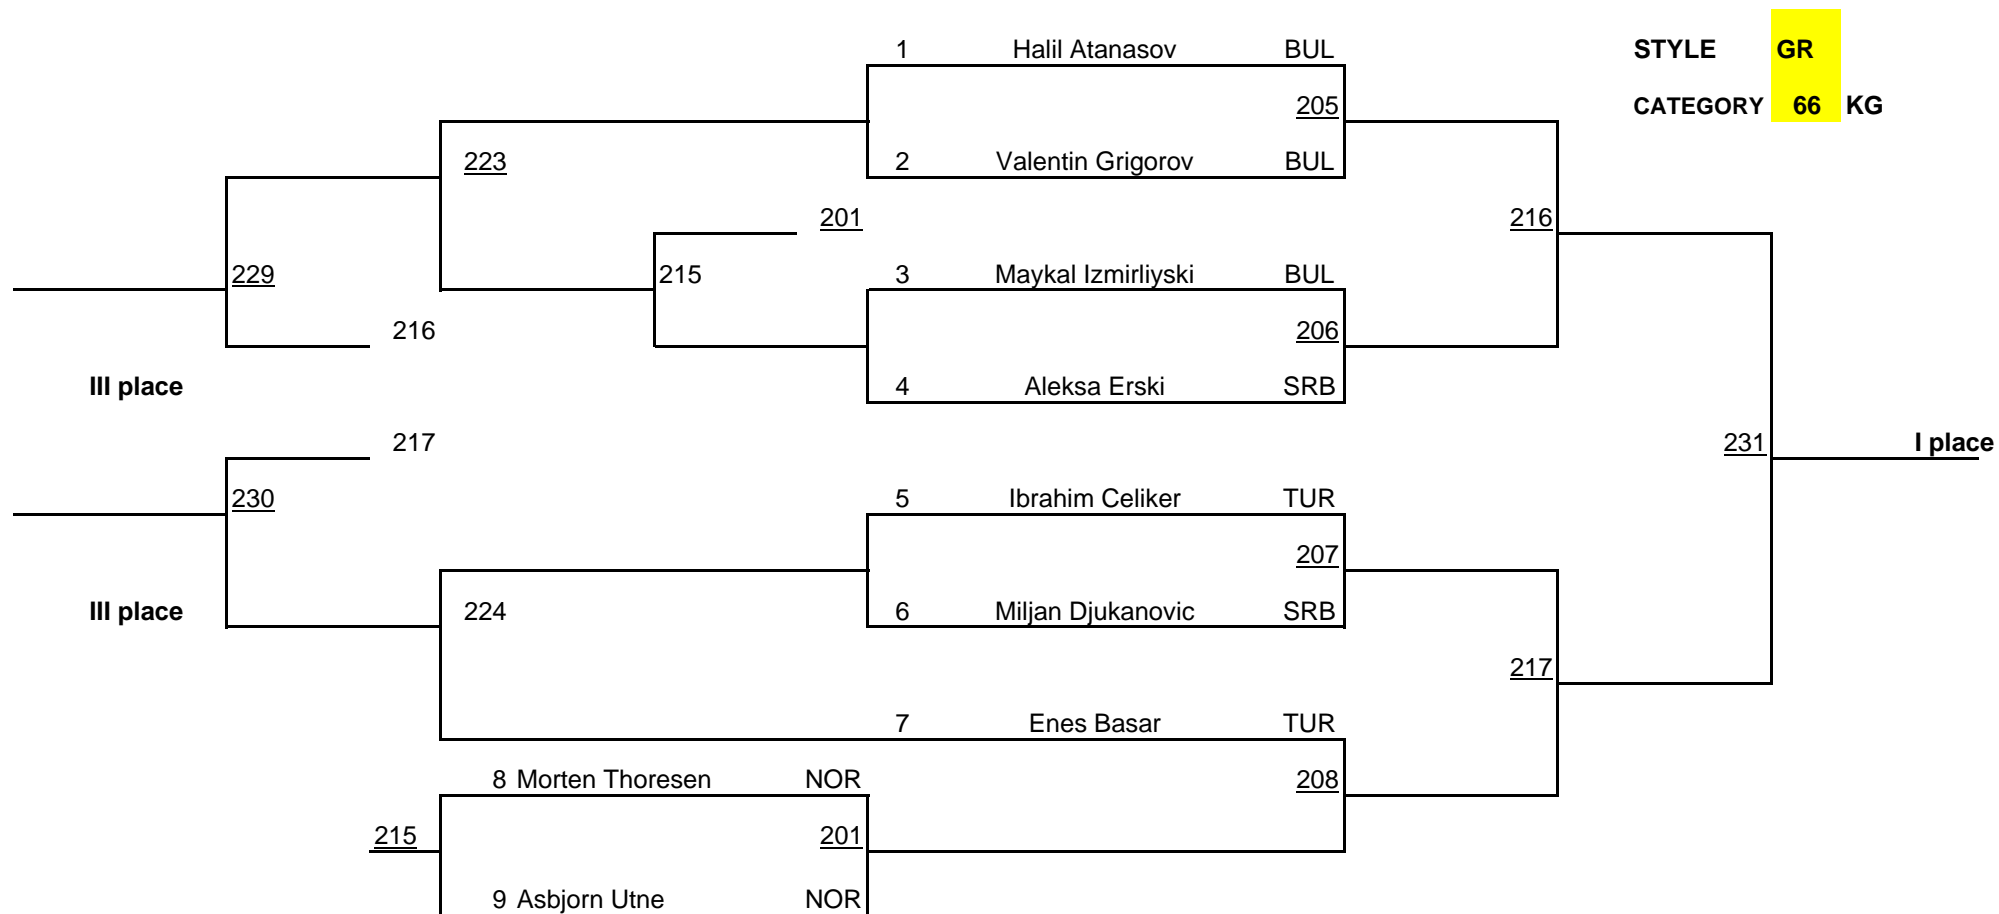 1 Halil Atanasov BUL STYLE GR
205 CATEGORY 66 KG
223 2 Valentin Grigorov BUL
201 216
229 215 3 Maykal Izmirliyski BUL
216 206
III place 4 Aleksa Erski SRB
217 231 I place
230 5 Ibrahim Celiker TUR
207
III place 224 6 Miljan Djukanovic SRB
217
7 Enes Basar TUR
8 Morten Thoresen NOR 208
215 201
9 Asbjorn Utne NOR